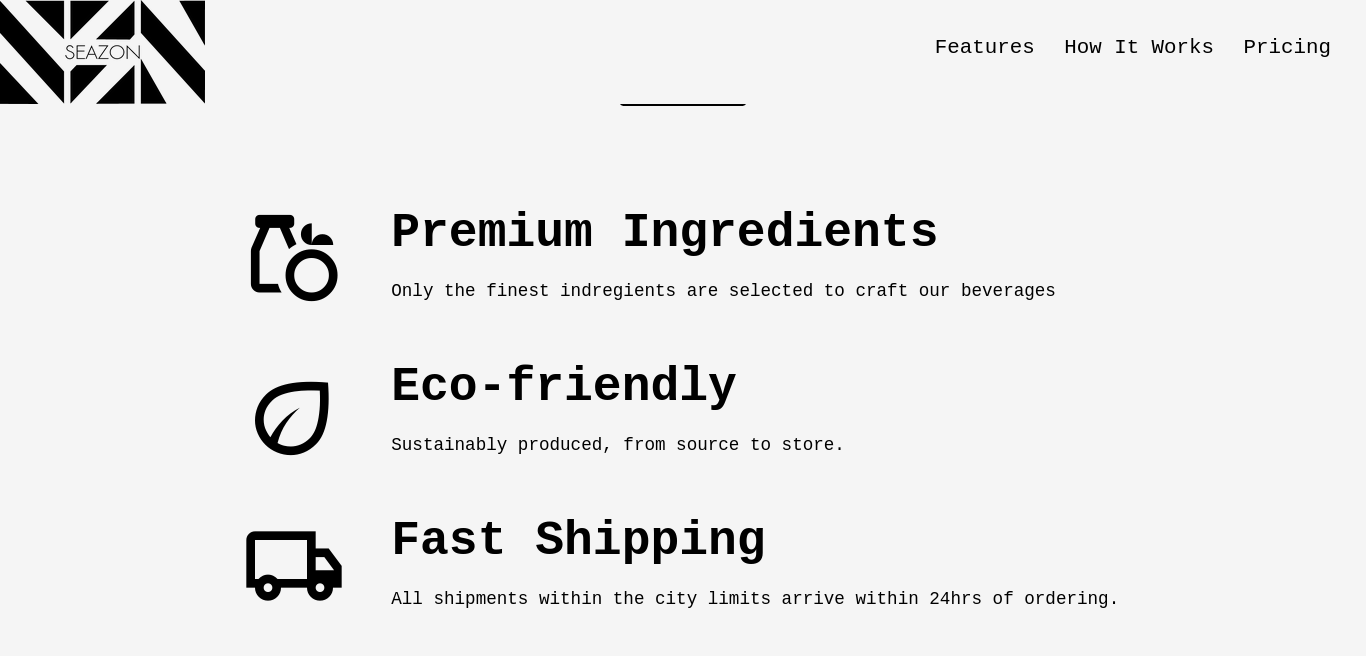 SEAZON
Features How It Works Pricing
Premium Ingredients
Only the finest indregients are selected to craft our beverages
Eco-friendly
Sustainably produced, from source to store.
Fast Shipping
All shipments within the city limits arrive within 24hrs of ordering.